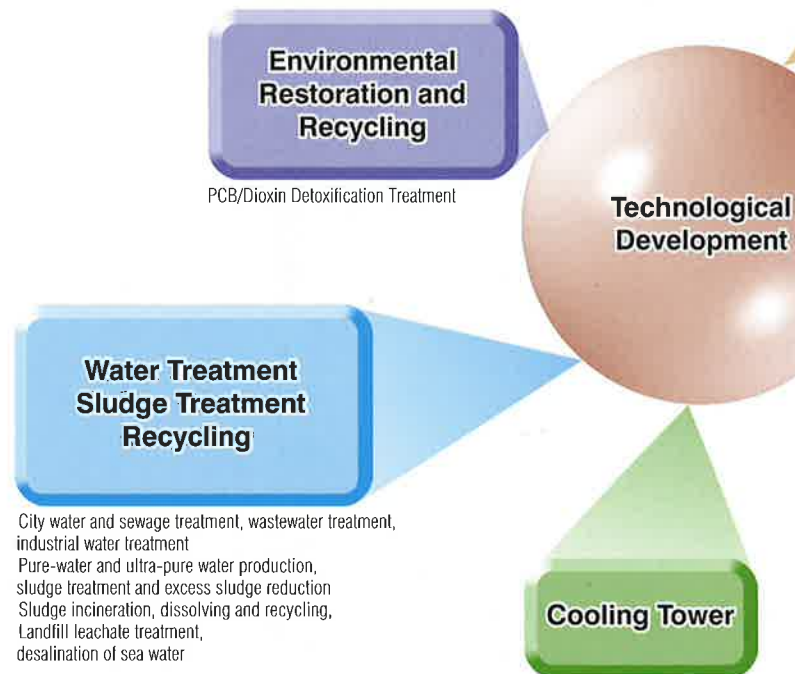 Environmental
Restoration and
Recycling
PCB/Dioxin Detoxification Treatment
Technological
Development
Water Treatment
Sludge Treatment
Recycling
City water and sewage treatment, wastewater treatment,
industrial water treatment
Pure-water and ultra-pure water production,
sludge treatment and excess sludge reduction
Sludge incineration, dissolving and recycling,
Landfill leachate treatment,
desalination of sea water
Cooling Tower